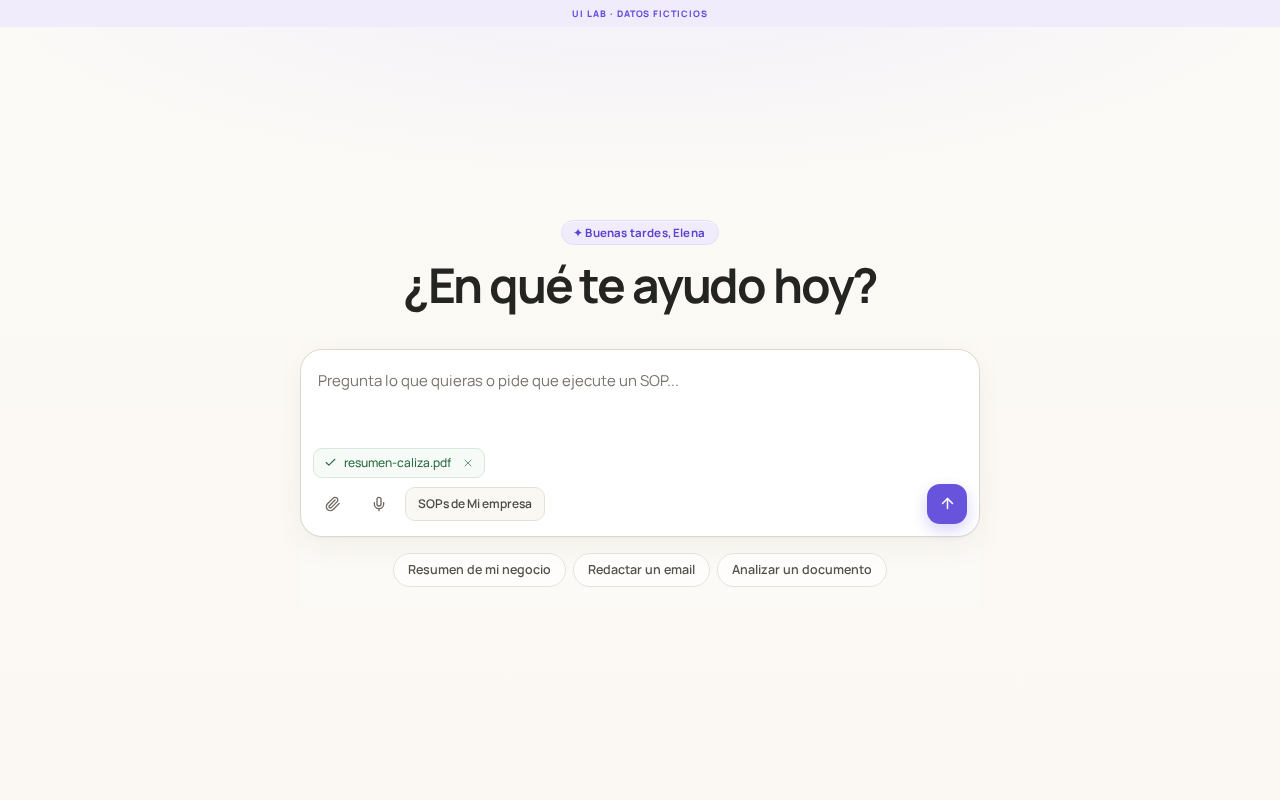 UI LAB · DATOS FICTICIOS
✦ Buenas tardes, Elena
¿En qué te ayudo hoy?
Pregunta lo que quieras o pide que ejecute un SOP...
resumen-caliza.pdf
SOPs de Mi empresa
Resumen de mi negocio
Redactar un email
Analizar un documento